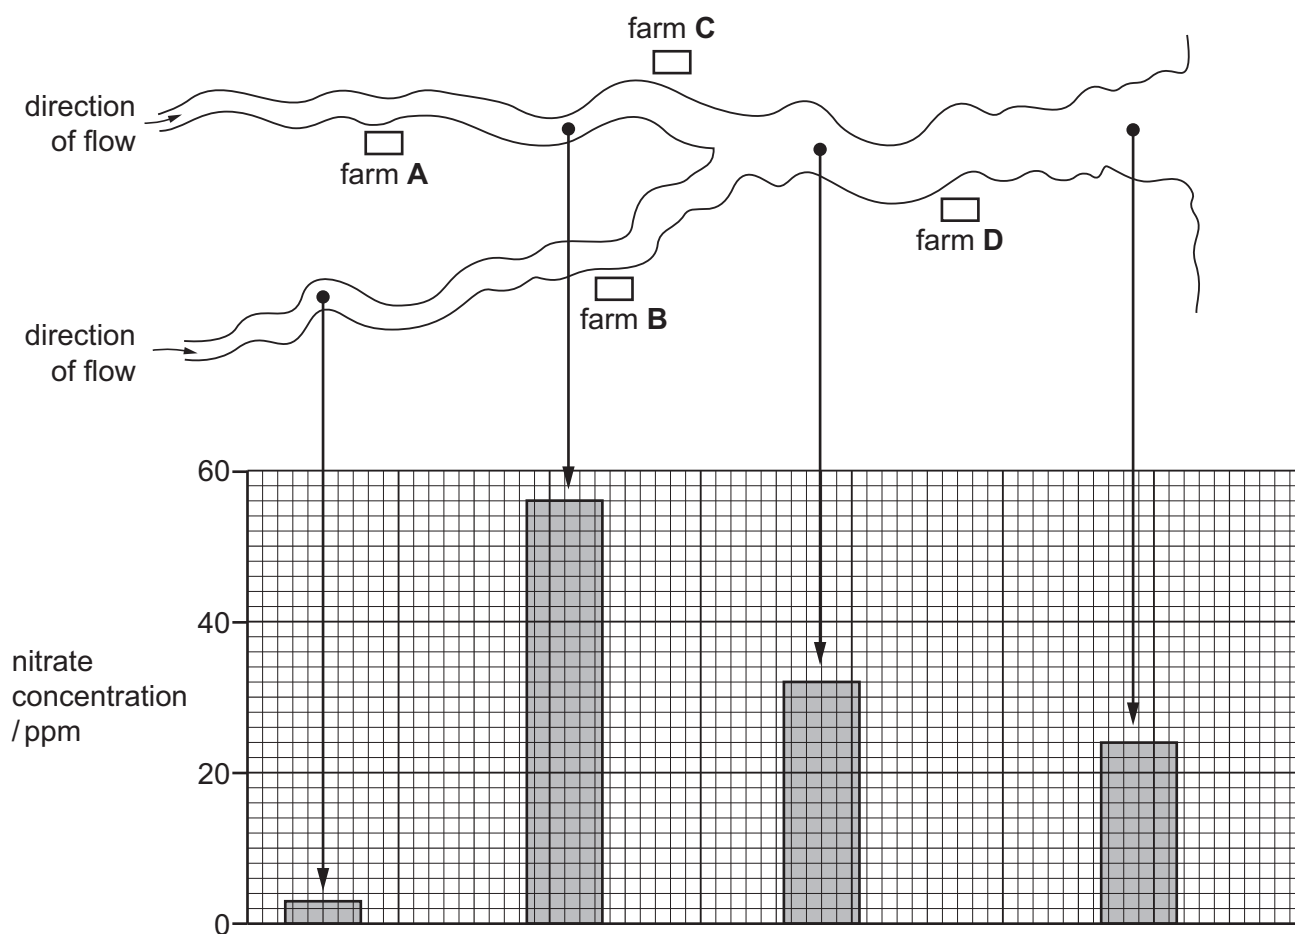 farm C
direction
of flow
farm A
farm D
farm B
direction
of flow
60
40
nitrate
concentration
/ ppm
20
0